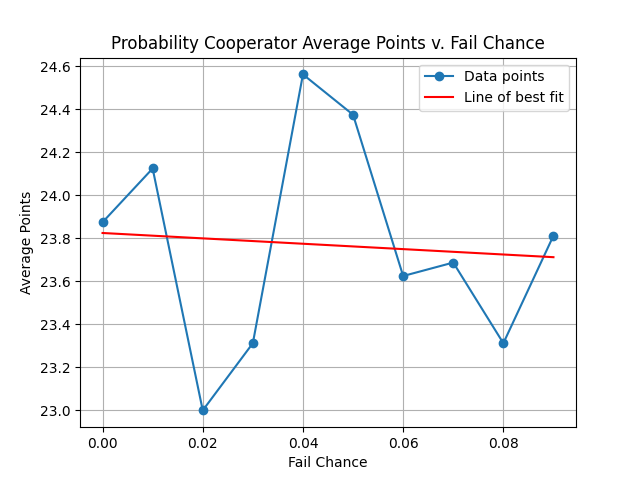 Probability Cooperator Average Points v. Fail Chance
Data points
Line of best fit
24.6
24.4
24.2
24.0
23.8
23.6
23.4
23.2
23.0
Average Points
0.00 0.02 0.04 0.06 0.08
Fail Chance